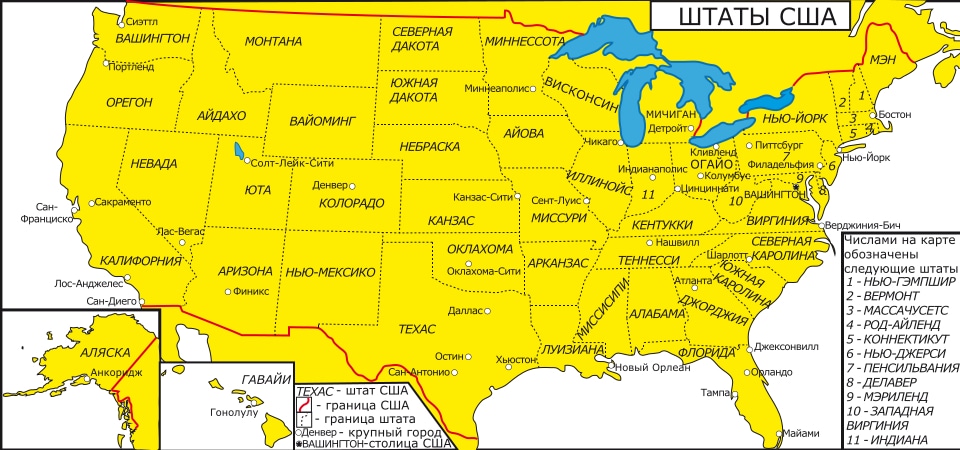 ШТАТЫ США
Сиэттл
ВАШИНГТОН
МОНТАНА
СЕВЕРНАЯ
ДАКОТА
МИННЕСОТА
МЭН
Портленд
ОРЕГОН
АЙДАХО
ЮЖНАЯ
ДАКОТА
Миннеаполис
ВИСКОНСИН
МИЧИГАН
Детройт
НЬЮ-ЙОРК
1
2
3
4
5
Бостон
ВАЙОМИНГ
АЙОВА
НЕБРАСКА
Чикаго
Кливленд
ОГАЙО
Питтсбург
7
Филадельфия
6
Нью-Йорк
НЕВАДА
Солт-Лейк-Сити
ЮТА
Денвер
КОЛОРАДО
ИЛЛИНОЙС
Индианаполис
11
Колумбус
Цинциннати
10
9
ВАШИНГТОН
8
Сан-
Франциско
Сакраменто
Канзас-Сити
Сент-Луис
МИССУРИ
КАНЗАС
КЕНТУККИ
ВИРГИНИЯ
Верджиния-Бич
Лас-Вегас
КАЛИФОРНИЯ
Лос-Анджелес
Сан-Диего
АРИЗОНА
Финикс
НЬЮ-МЕКСИКО
ОКЛАХОМА
Оклахома-Сити
АРКАНЗАС
Нашвилл
ТЕННЕССИ
Шарлотт
СЕВЕРНАЯ
КАРОЛИНА
ЮЖНАЯ
КАРОЛИНА
Атланта
ДЖОРДЖИЯ
АЛАБАМА
МИССИСИПИ
Даллас
ТЕХАС
Остин
Сан-Антонио
Хьюстон
ЛУИЗИАНА
Новый Орлеан
ФЛОРИДА
Джексонвилл
Орландо
Тампа
Майами
АЛЯСКА
Анкоридж
ГАВАЙИ
Гонолулу
ТЕХАС - штат США
- граница США
- граница штата
Денвер - крупный город
ВАШИНГТОН-столица США
Числами на карте
обозначены
следующие штаты
1 - НЬЮ-ГЭМПШИР
2 - ВЕРМОНТ
3 - МАССАЧУСЕТС
4 - РОД-АЙЛЕНД
5 - КОННЕКТИКУТ
6 - НЬЮ-ДЖЕРСИ
7 - ПЕНСИЛЬВАНИЯ
8 - ДЕЛАВЕР
9 - МЭРИЛЕНД
10 - ЗАПАДНАЯ
ВИРГИНИЯ
11 - ИНДИАНА